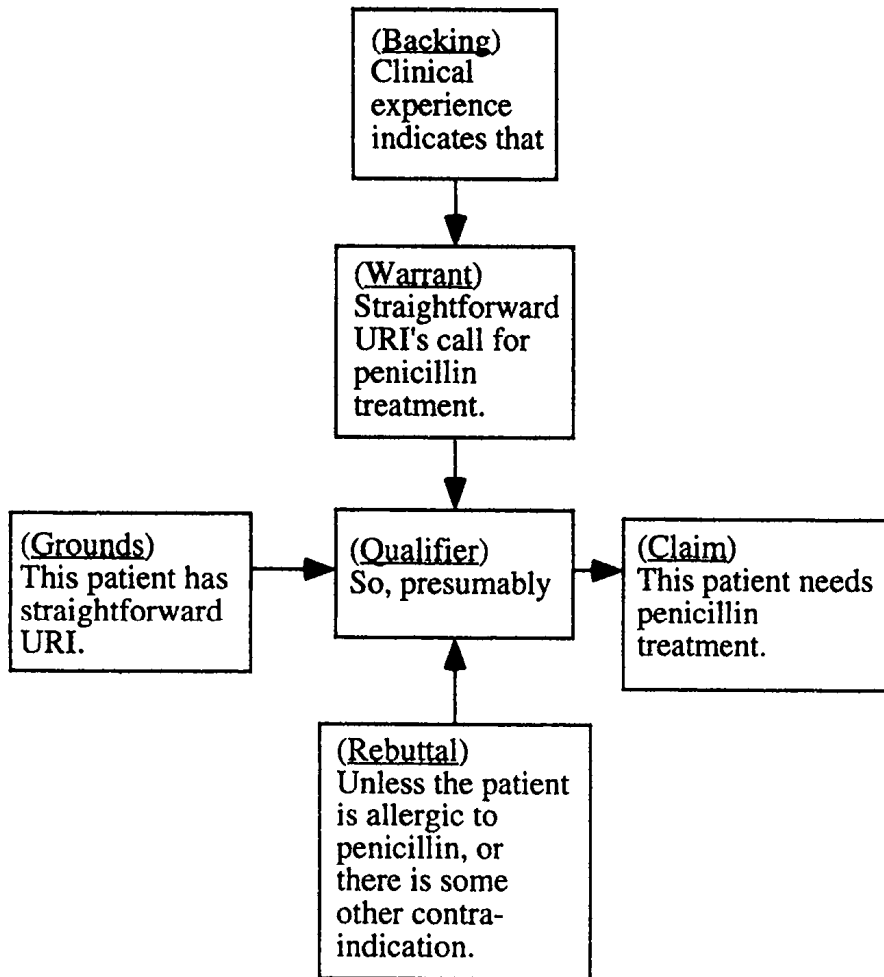 (Backing)
Clinical
experience
indicates that
(Warrant)
Straightforward
URI's call for
penicillin
treatment.
(Grounds)
This patient has
straightforward
URI.
(Qualifier)
So, presumably
(Claim)
This patient needs
penicillin
treatment.
(Rebuttal)
Unless the patient
is allergic to
penicillin, or
there is some
other contra-
indication.